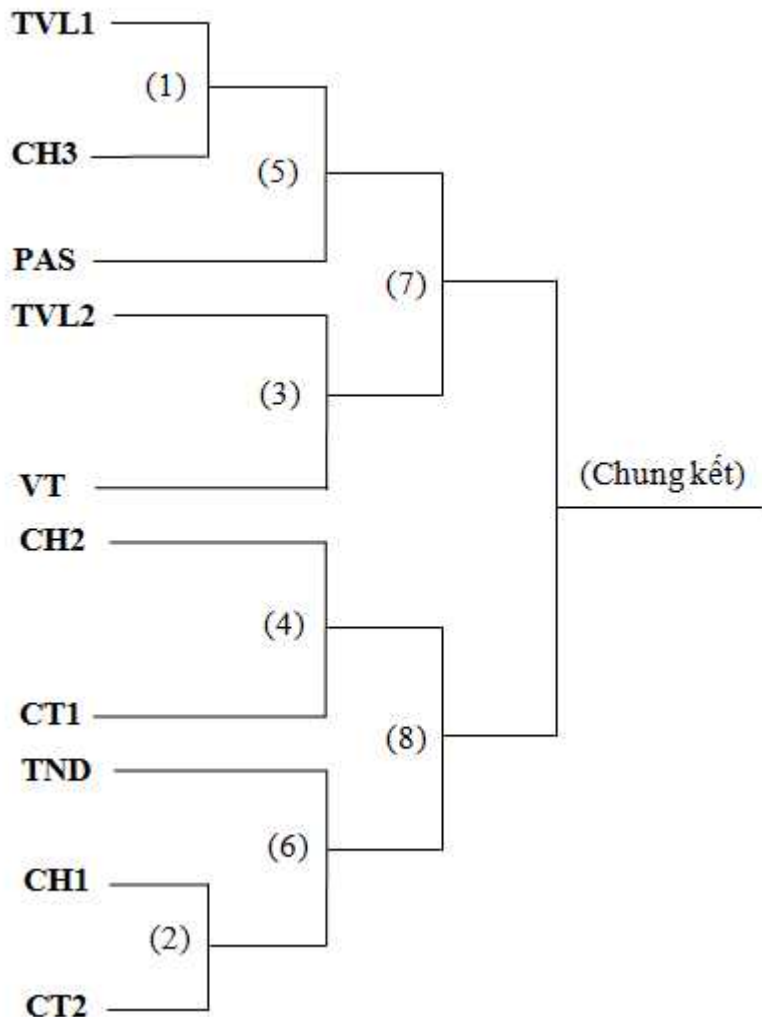 TVL1
(1)
CH3
(5)
PAS
(7)
TVL2
(3)
(Chung kết)
VT
CH2
(4)
CT1
(8)
TND
(6)
CH1
(2)
CT2